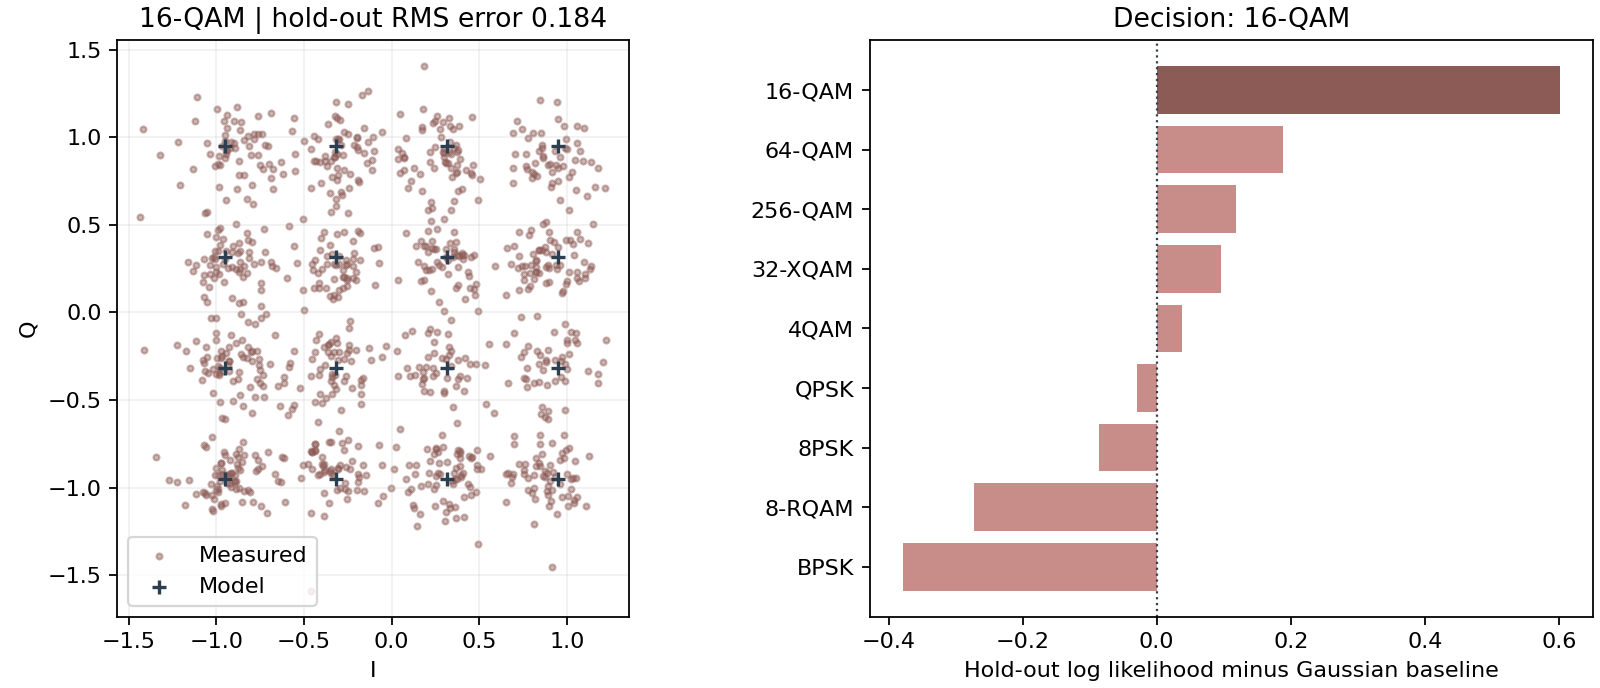 16-QAM | hold-out RMS error 0.184
1.5
1.0
0.5
0.0
−0.5
−1.0
−1.5
Q
Measured
Model
−1.5
−1.0
−0.5
0.0
0.5
1.0
I
Decision: 16-QAM
16-QAM
64-QAM
256-QAM
32-XQAM
4QAM
QPSK
8PSK
8-RQAM
BPSK
−0.4
−0.2
0.0
0.2
0.4
0.6
Hold-out log likelihood minus Gaussian baseline